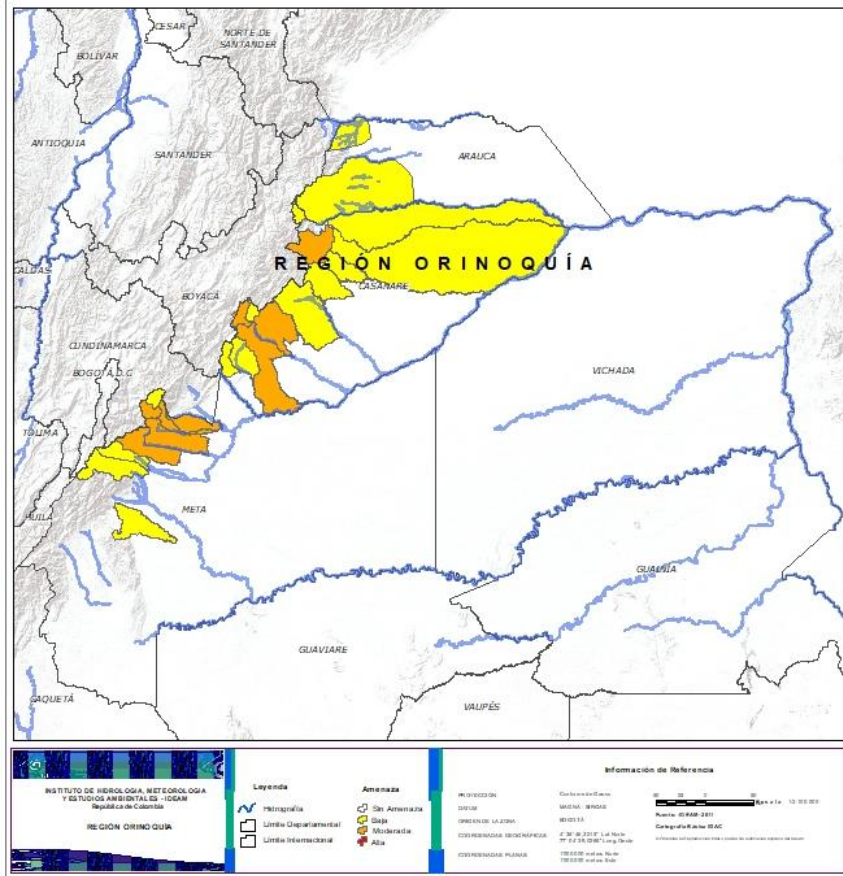 CESAR
NORTE DE
SANTANDER
BOLÍVAR
ANTIOQUIA
SANTANDER
ARAUCA
REGIÓN ORINOQUÍA
CALDAS
CASANARE
BOYACÁ
CUNDINAMARCA
BOGOTÁ, D.C.
VICHADA
TOLIMA
META
HUILA
GUAINÍA
GUAVIARE
CAQUETÁ
VAUPÉS
INSTITUTO DE HIDROLOGIA, METEOROLOGIA
Y ESTUDIOS AMBIENTALES - IDEAM
República de Colombia
REGIÓN ORINOQUÍA
Leyenda
Hidrografía
Límite Departamental
Límite Internacional
Amenaza
Sin Amenaza
Baja
Moderada
Alta
Información de Referencia
PROYECCIÓN
DATUM
ORIGEN DE LA ZONA
BOGOTÁ
COORDENADAS GEOGRÁFICAS
COORDENADAS PLANAS